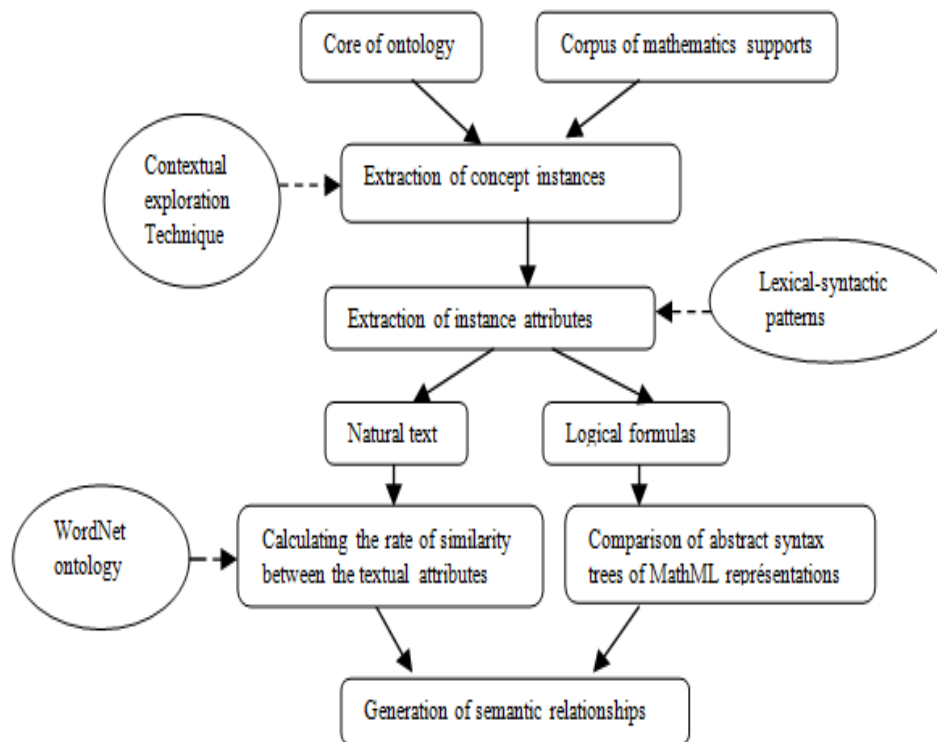 Core of ontology
Corpus of mathematics supports
Contextual
exploration
Technique
Extraction of concept instances
Lexical-syntactic
patterns
Extraction of instance attributes
Natural text
Logical formulas
WordNet
ontology
Calculating the rate of similarity
between the textual attributes
Comparison of abstract syntax
trees of MathML représentations
Generation of semantic relationships